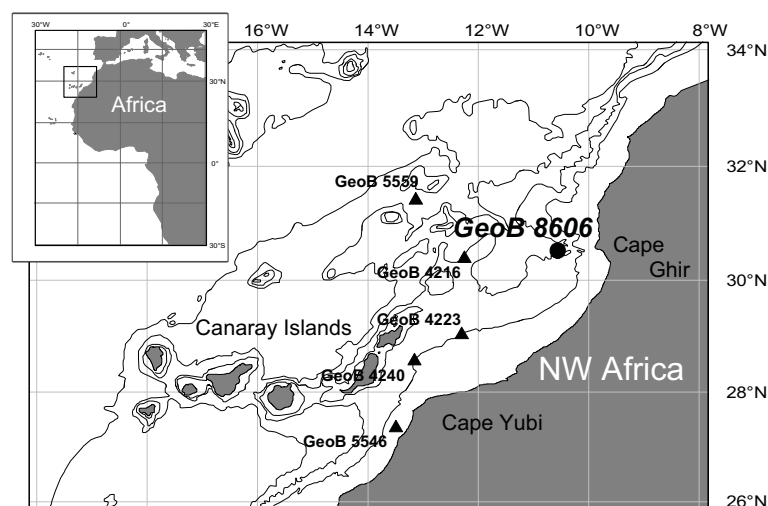 30°W 0° 30°E
30°N
0°
30°S
Africa
16°W 14°W 12°W 10°W 8°W
34°N
32°N
30°N
28°N
26°N
GeoB 5559
GeoB 8606
GeoB 4216
Cape
Ghir
GeoB 4223
Canaray Islands
GeoB 4240
NW Africa
Cape Yubi
GeoB 5546